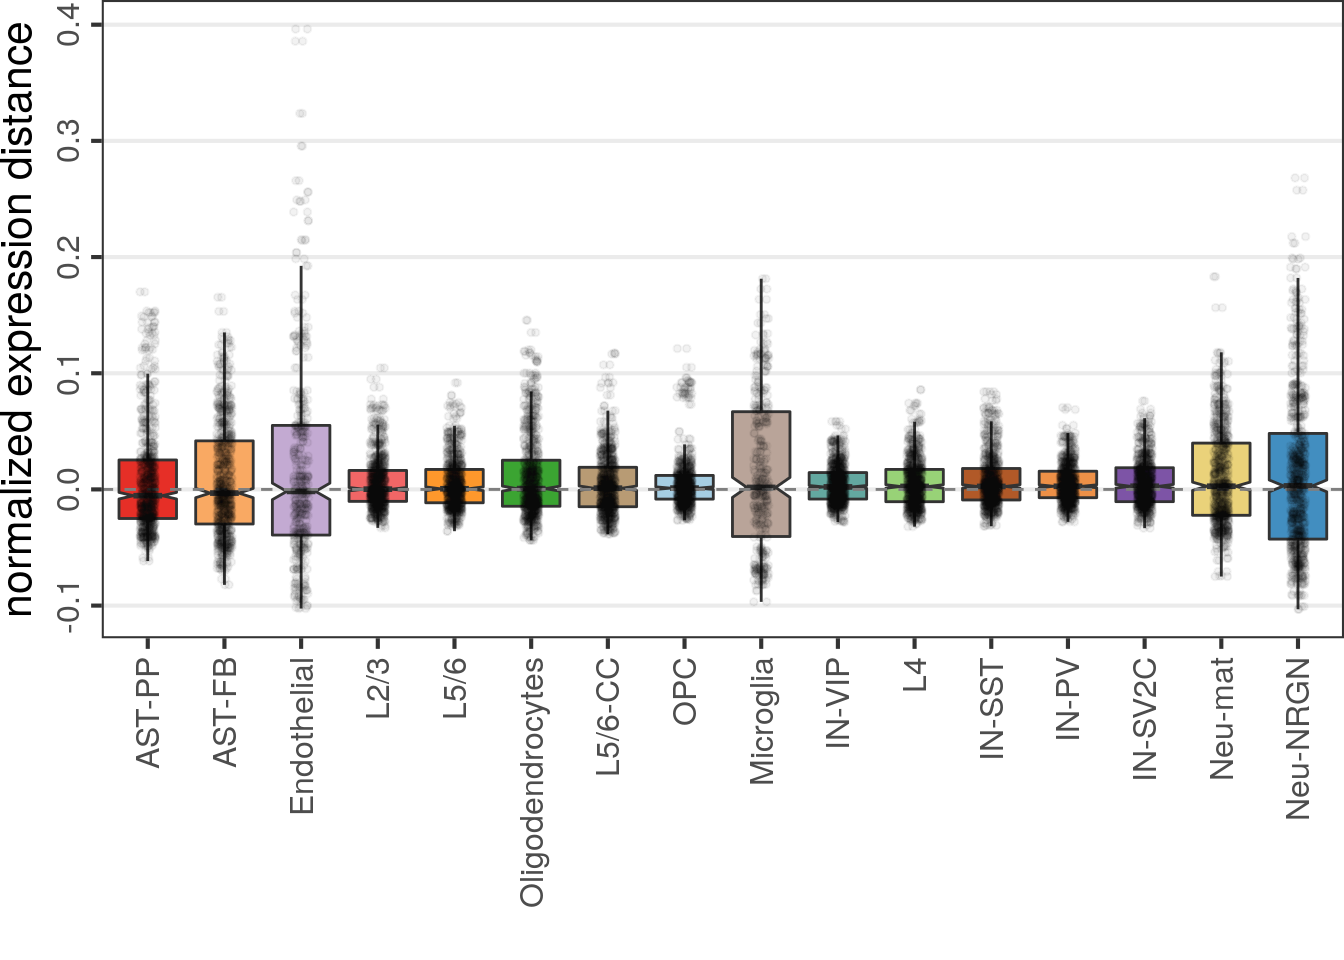 normalized expression distance
0.4
0.3
0.2
0.1
0.0
-0.1
AST-PP
AST-FB
Endothelial
L2/3
L5/6
Oligodendrocytes
L5/6-CC
OPC
Microglia
IN-VIP
L4
IN-SST
IN-PV
IN-SV2C
Neu-mat
Neu-NRGN